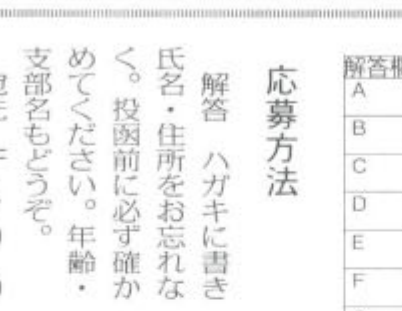 解答欄
A
B
C
D
E
F
応募方法
解答 ハガキに書き
氏名・住所をお忘れな
く。投函前に必ず確か
めてください。年齢・
支部名もどうぞ。